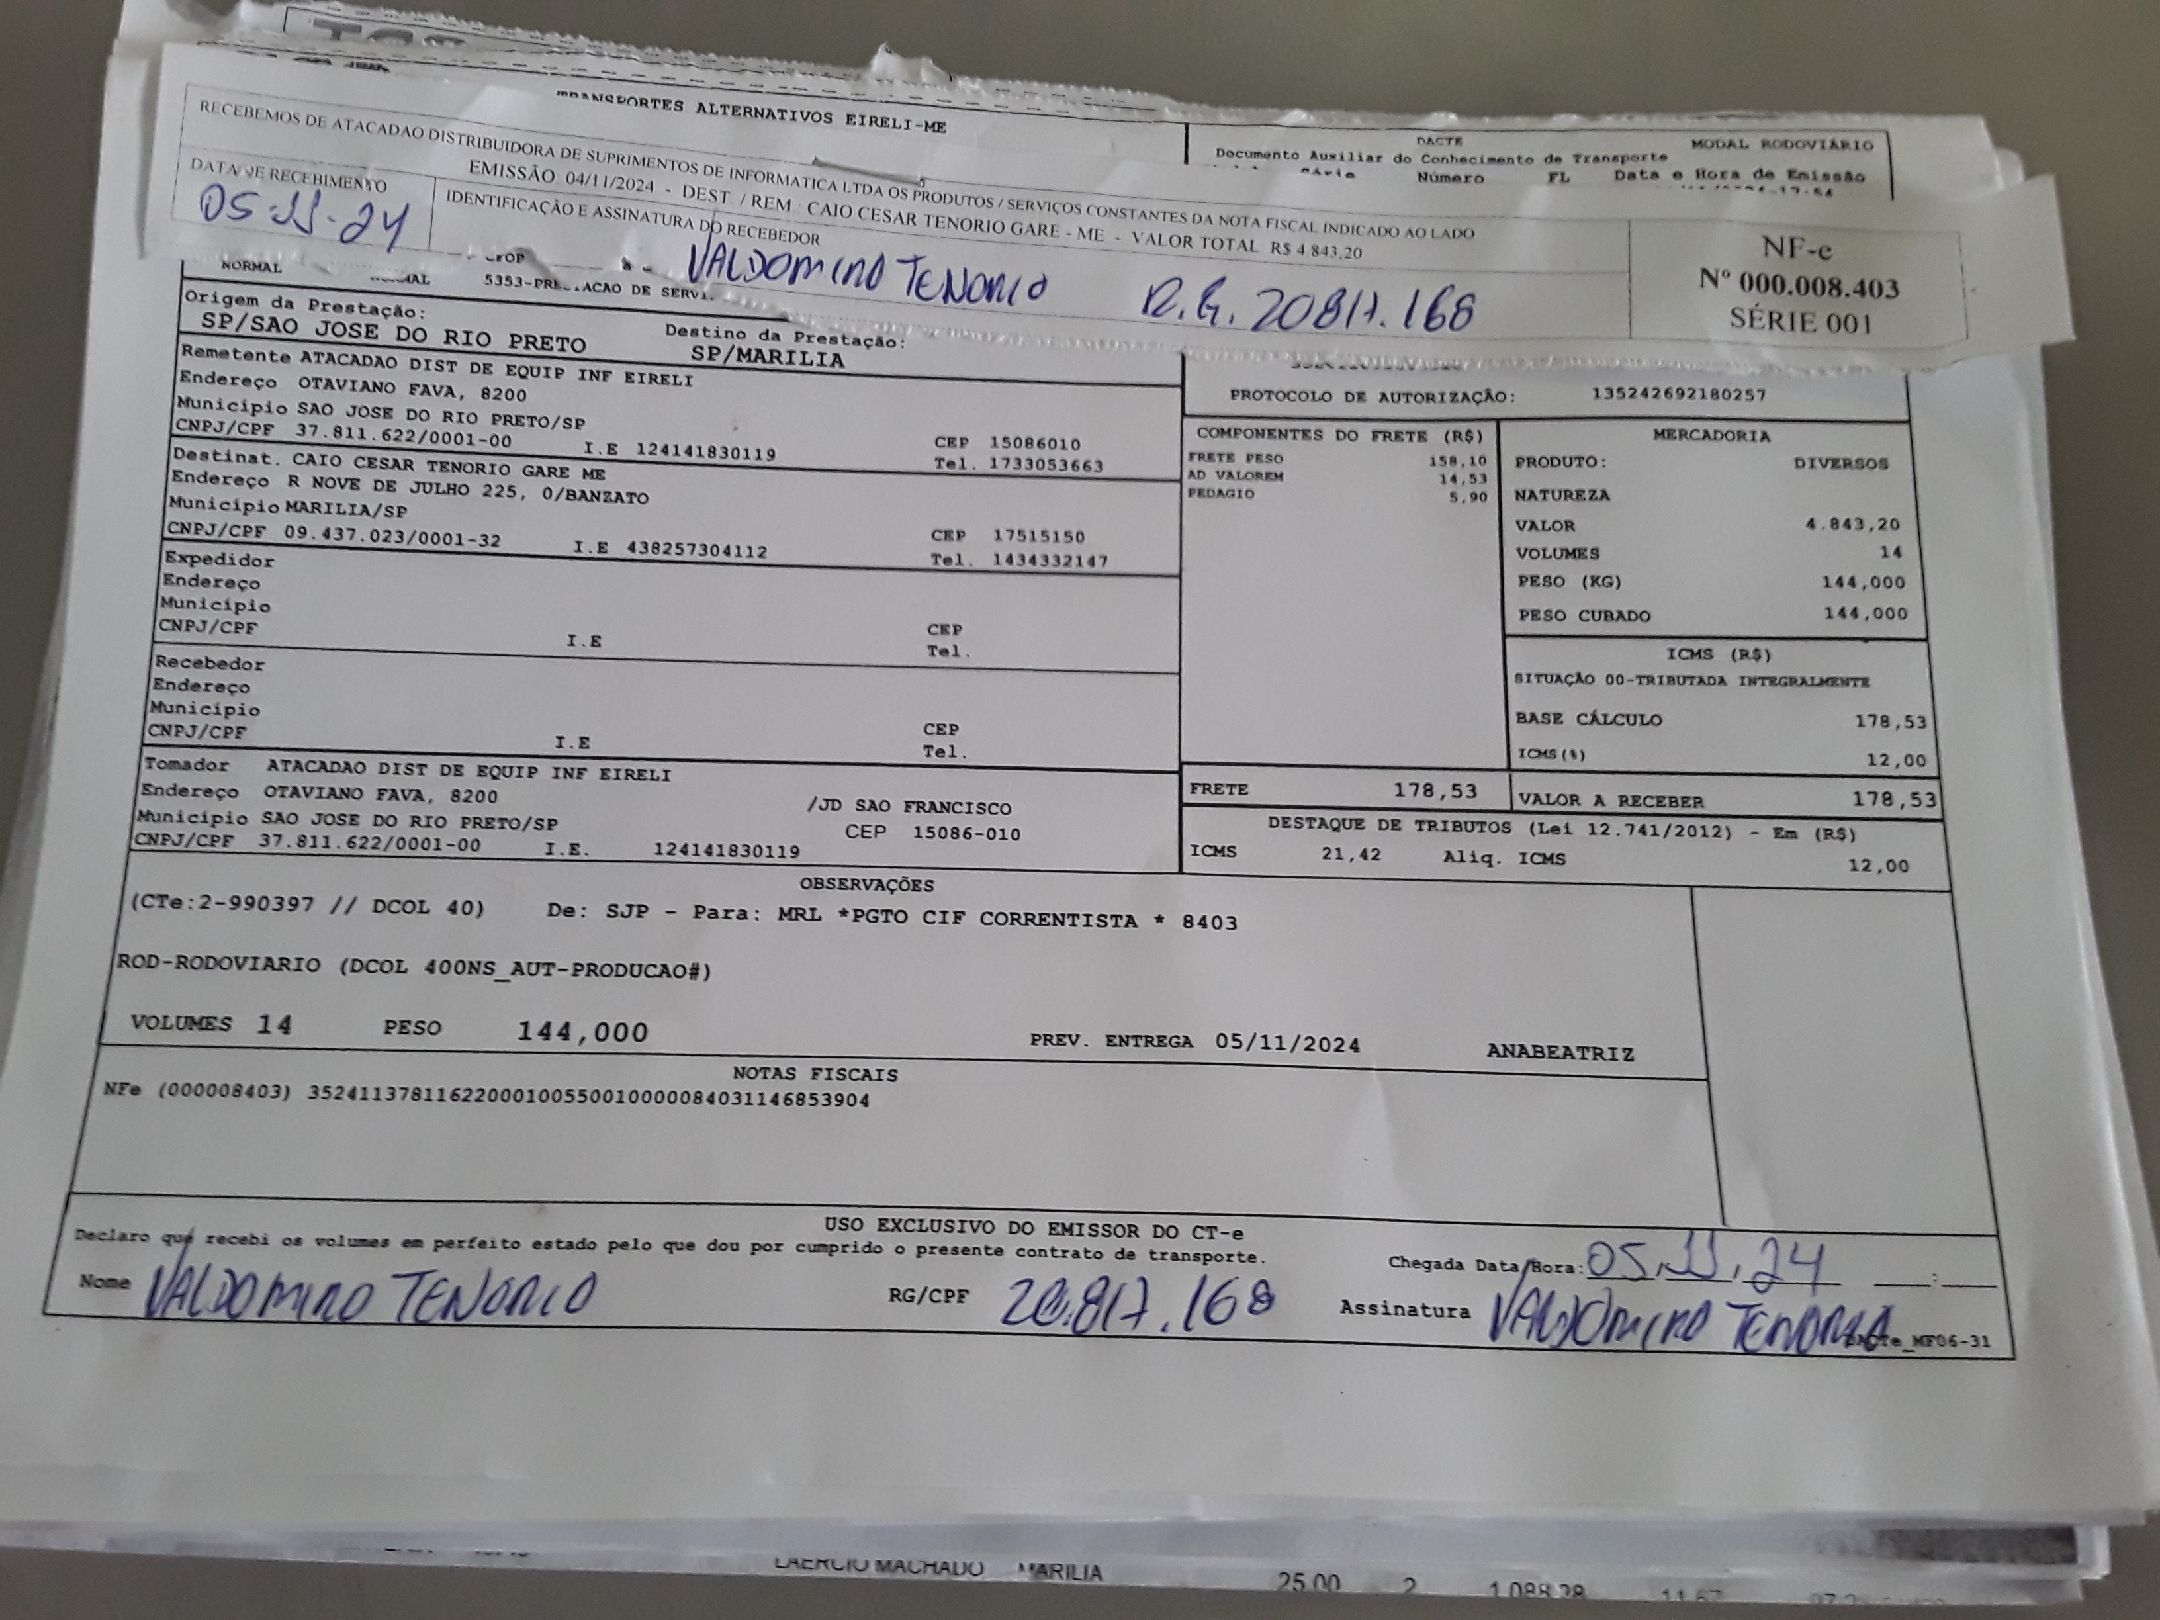 TRANSPORTES ALTERNATIVOS EIRELI-ME
DACTE
MODAL RODOVIÁRIO
Documento Auxiliar do Conhecimento de Transporte
Número FL Data e Hora de Emissão
RECEBEMOS DE ATACADAO DISTRIBUIDORA DE SUPRIMENTOS DE INFORMATICA LTDA OS PRODUTOS / SERVIÇOS CONSTANTES DA NOTA FISCAL INDICADO AO LADO
EMISSÃO 04/11/2024 - DEST. / REM : CAIO CESAR TENORIO GARE - ME - VALOR TOTAL R$ 4.843,20
DATA DE RECEBIMENTO
05-11-24
IDENTIFICAÇÃO E ASSINATURA DO RECEBEDOR
VALDOMIRO TENORIO R.G. 20817.168
NF-e
Nº 000.008.403
SÉRIE 001
NORMAL
CFOP
5353-
DE
Origem da Prestação:
SP/SAO JOSE DO RIO PRETO
Destino da Prestação:
SP/MARILIA
Remetente ATACADAO DIST DE EQUIP INF EIRELI
Endereço OTAVIANO FAVA, 8200
Município SAO JOSE DO RIO PRETO/SP CEP 15086010
CNPJ/CPF 37.811.622/0001-00 I.E 124141830119 Tel. 1733053663
Destinat. CAIO CESAR TENORIO GARE ME
Endereço R NOVE DE JULHO 225, 0/BANZATO
Município MARILIA/SP CEP 17515150
CNPJ/CPF 09.437.023/0001-32 I.E 438257304112 Tel. 1434332147
Expedidor
Endereço
Município CEP
CNPJ/CPF I.E Tel.
Recebedor
Endereço
Município CEP
CNPJ/CPF I.E Tel.
Tomador ATACADAO DIST DE EQUIP INF EIRELI
Endereço OTAVIANO FAVA, 8200 /JD SAO FRANCISCO
Município SAO JOSE DO RIO PRETO/SP CEP 15086-010
CNPJ/CPF 37.811.622/0001-00 I.E. 124141830119
PROTOCOLO DE AUTORIZAÇÃO: 135242692180257
COMPONENTES DO FRETE (R$)
FRETE PESO 158,10
AD VALOREM 14,53
PEDAGIO 5,90
MERCADORIA
PRODUTO: DIVERSOS
NATUREZA
VALOR 4.843,20
VOLUMES 14
PESO (KG) 144,000
PESO CUBADO 144,000
ICMS (R$)
SITUAÇÃO 00-TRIBUTADA INTEGRALMENTE
BASE CÁLCULO 178,53
ICMS(%) 12,00
FRETE 178,53
VALOR A RECEBER 178,53
DESTAQUE DE TRIBUTOS (Lei 12.741/2012) - Em (R$)
ICMS 21,42 Aliq. ICMS 12,00
OBSERVAÇÕES
(CTe:2-990397 // DCOL 40) De: SJP - Para: MRL *PGTO CIF CORRENTISTA * 8403
ROD-RODOVIARIO (DCOL 400NS_AUT-PRODUCAO#)
VOLUMES 14 PESO 144,000 PREV. ENTREGA 05/11/2024 ANABEATRIZ
NOTAS FISCAIS
NFe (000008403) 35241137811622000100550010000084031146853904
USO EXCLUSIVO DO EMISSOR DO CT-e
Declaro que recebi os volumes em perfeito estado pelo que dou por cumprido o presente contrato de transporte.
Chegada Data/Hora: 05.11.24 :
Nome VALDOMIRO TENORIO RG/CPF 20.817.168 Assinatura VALDOMIRO TENORIO
DACTe_MF06-31
LAERCIO MACHADO MARILIA 25,00 2 1.088,28